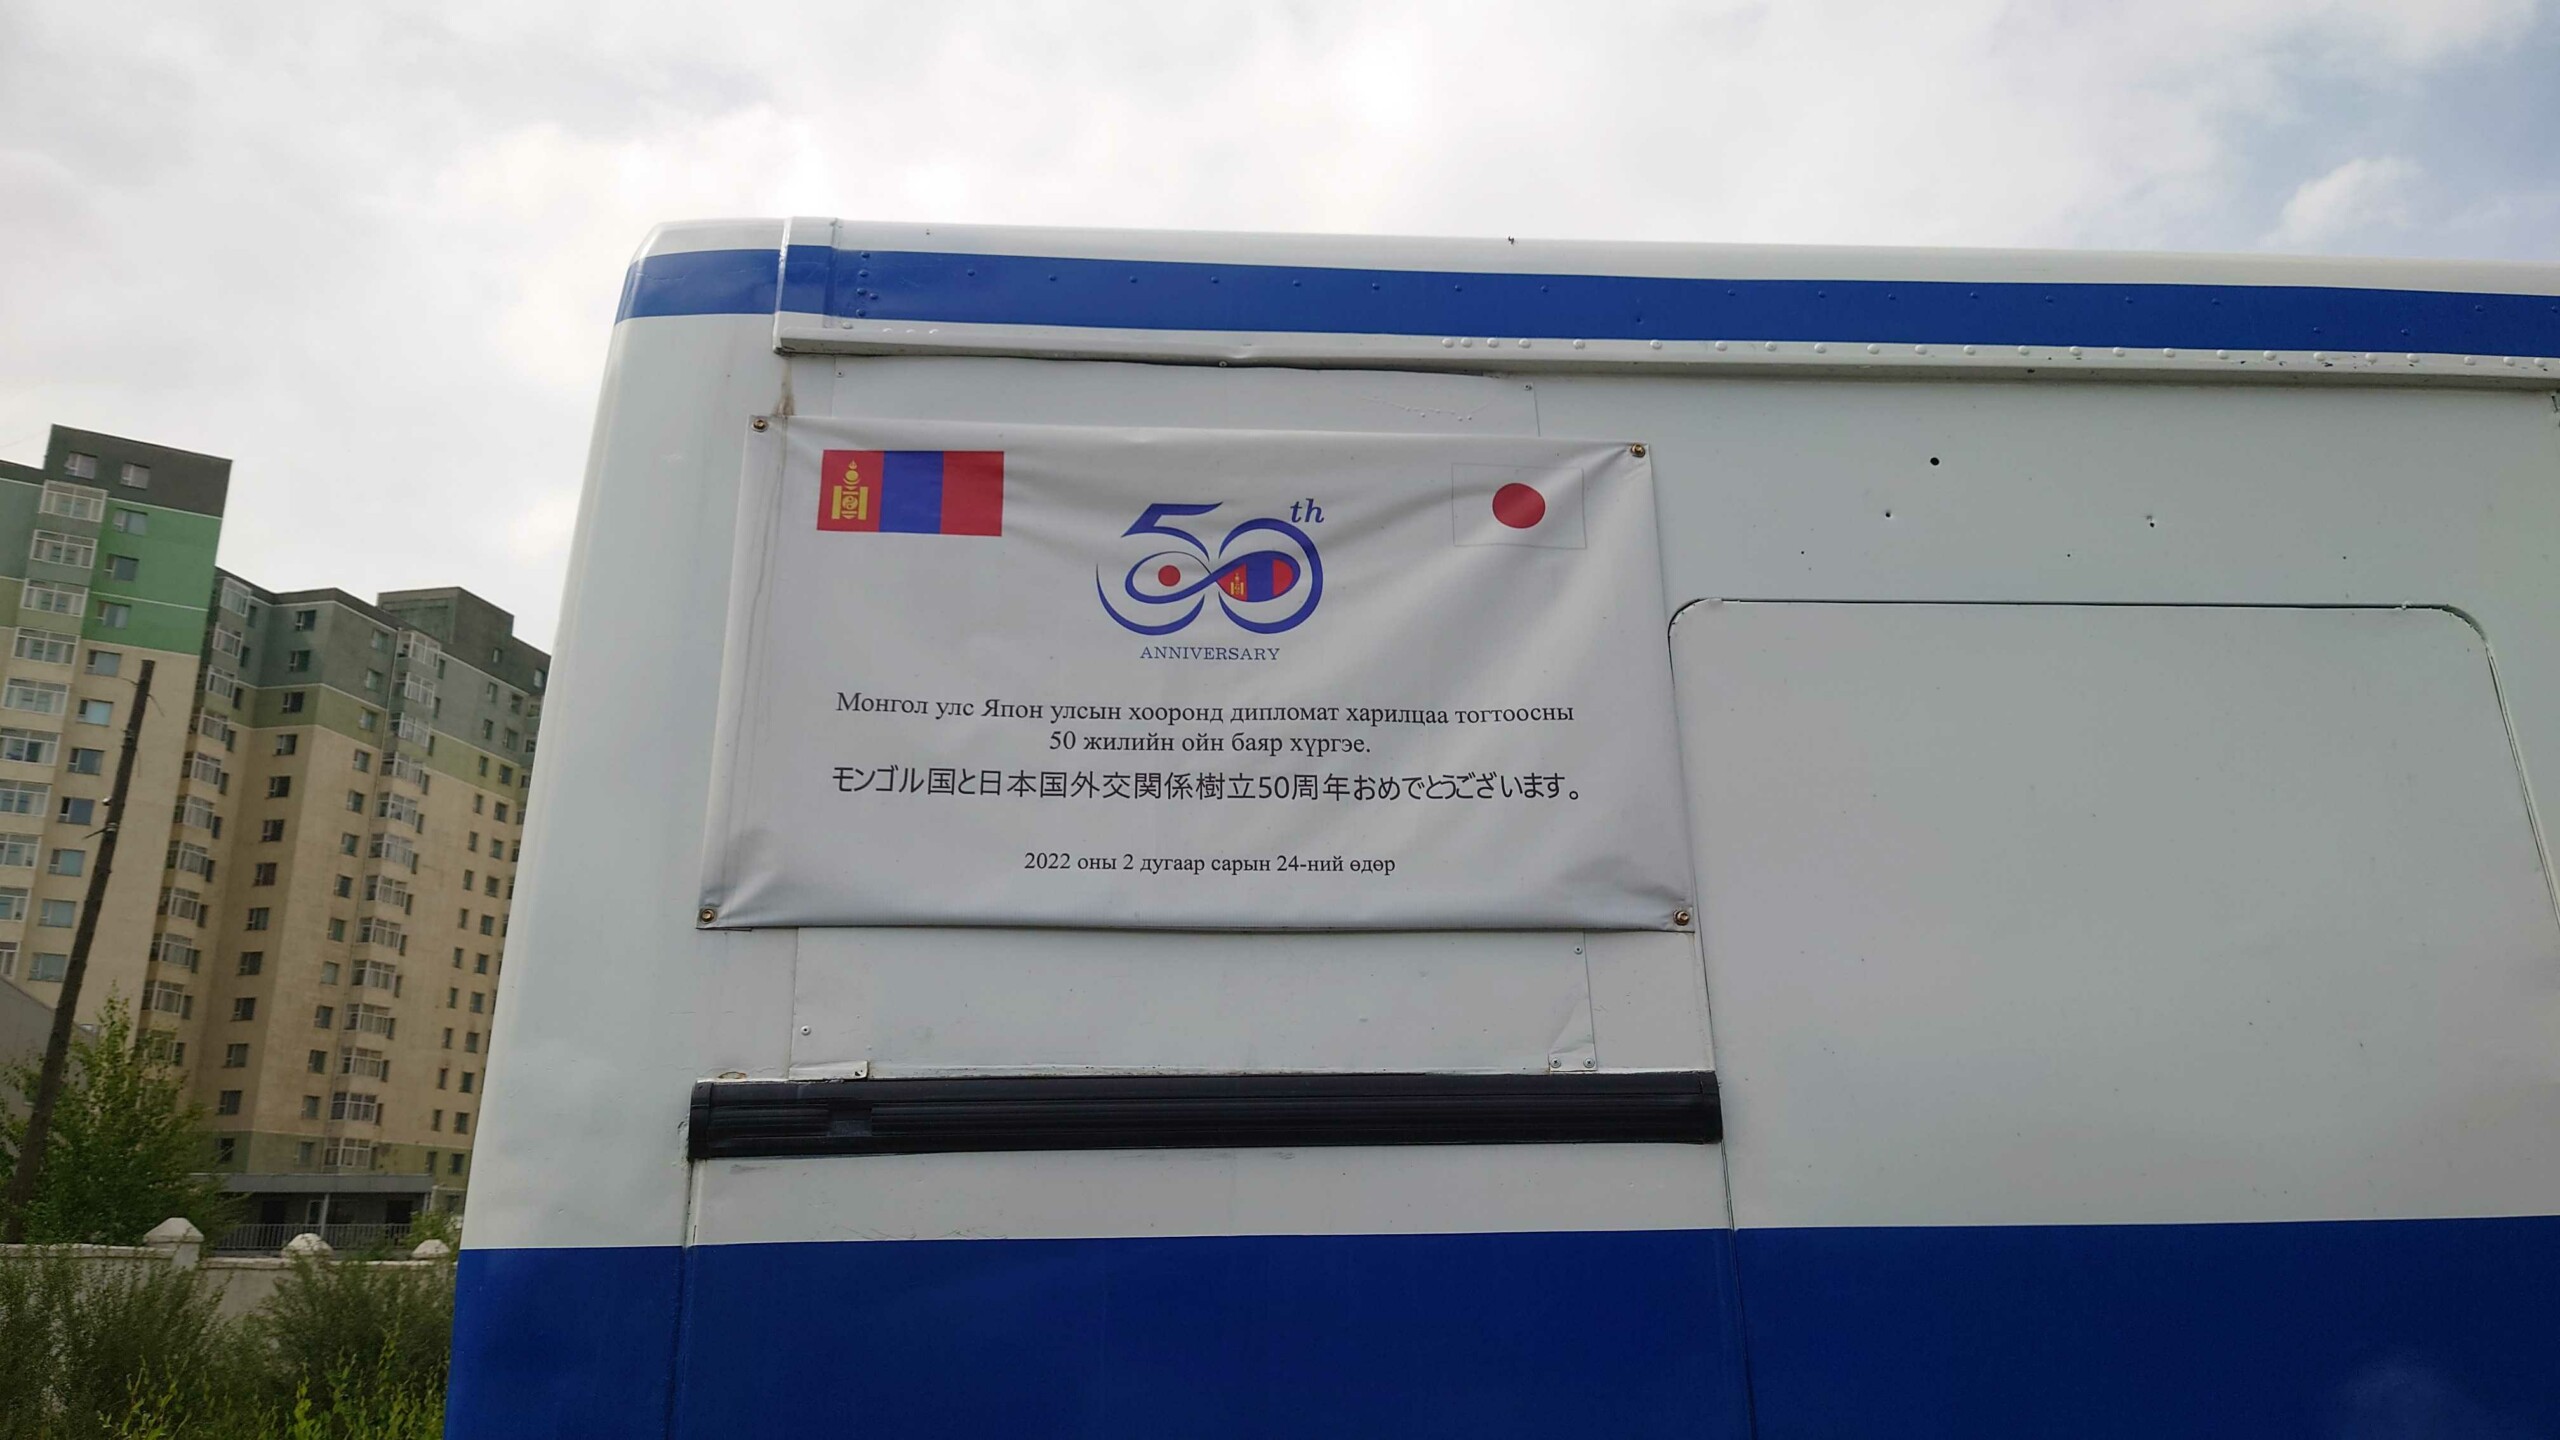 50th
ANNIVERSARY
Монгол улс Япон улсын хооронд дипломат харилцаа тогтоосны
50 жилийн ойн баяр хүргэе.
モンゴル国と日本国外交関係樹立50周年おめでとうございます。
2022 оны 2 дугаар сарын 24-ний өдөр